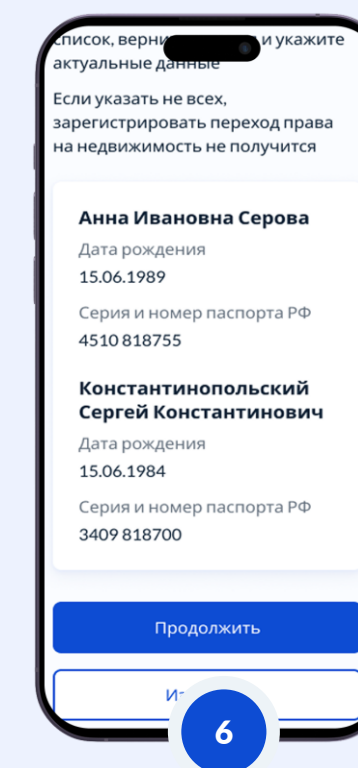 список, и укажите
актуальные данные
Если указать не всех,
зарегистрировать переход права
на недвижимость не получится
Анна Ивановна Серова
Дата рождения
15.06.1989
Серия и номер паспорта РФ
4510 818755
Константинопольский
Сергей Константинович
Дата рождения
15.06.1984
Серия и номер паспорта РФ
3409 818700
Продолжить
6